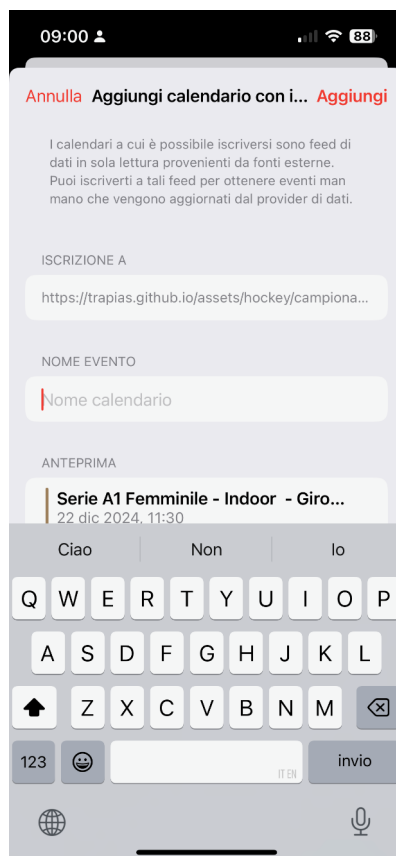 09:00
88
Annulla Aggiungi calendario con i... Aggiungi
I calendari a cui è possibile iscriversi sono feed di
dati in sola lettura provenienti da fonti esterne.
Puoi iscriverti a tali feed per ottenere eventi man
mano che vengono aggiornati dal provider di dati.
ISCRIZIONE A
https://trapias.github.io/assets/hockey/campiona...
NOME EVENTO
Nome calendario
ANTEPRIMA
Serie A1 Femminile - Indoor - Giro...
22 dic 2024, 11:30
Ciao Non Io
Q W E R T Y U I O P
A S D F G H J K L
Z X C V B N M
123 IT EN invio